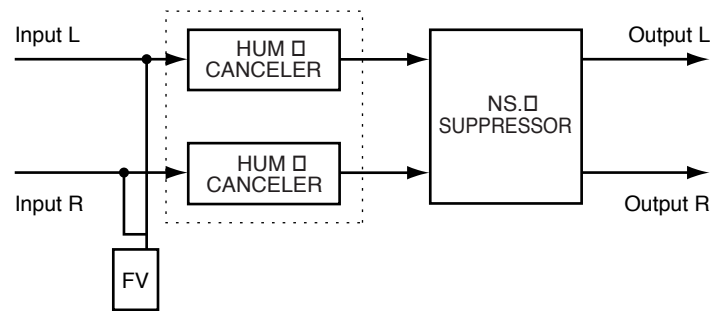 Input L
HUM □
CANCELER
Output L
NS.□
SUPPRESSOR
HUM □
CANCELER
Input R
Output R
FV